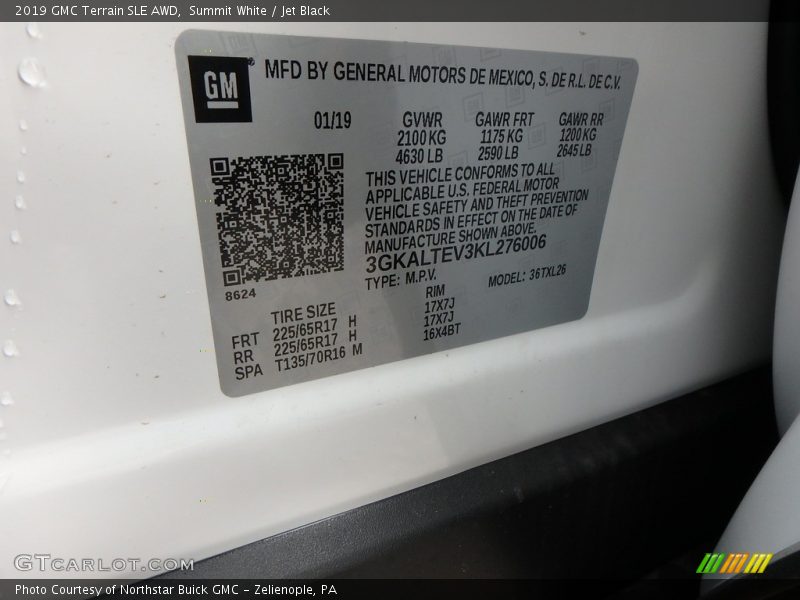 2019 GMC Terrain SLE AWD,  Summit White / Jet Black
GM
MFD BY GENERAL MOTORS DE MEXICO, S. DE R.L. DE C.V.
01/19
GVWR GAWR FRT GAWR RR
2100 KG 1175 KG 1200 KG
4630 LB 2590 LB 2645 LB
THIS VEHICLE CONFORMS TO ALL
APPLICABLE U.S. FEDERAL MOTOR
VEHICLE SAFETY AND THEFT PREVENTION
STANDARDS IN EFFECT ON THE DATE OF
MANUFACTURE SHOWN ABOVE.
3GKALTEV3KL276006
TYPE: M.P.V. MODEL: 36TXL26
8624
TIRE SIZE RIM
FRT 225/65R17 H 17X7J
RR 225/65R17 H 17X7J
SPA T135/70R16 M 16X4BT
GTCARLOT.COM
Photo Courtesy of Northstar Buick GMC - Zelienople, PA